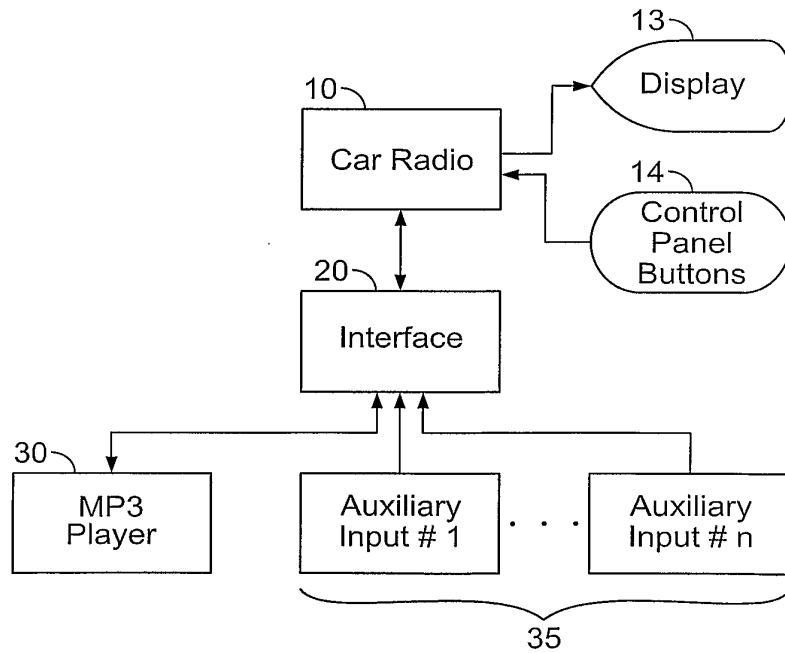 13
Display
10
Car Radio
14
Control
Panel
Buttons
20
Interface
30
MP3
Player
Auxiliary
Input # 1
. . .
Auxiliary
Input # n
35